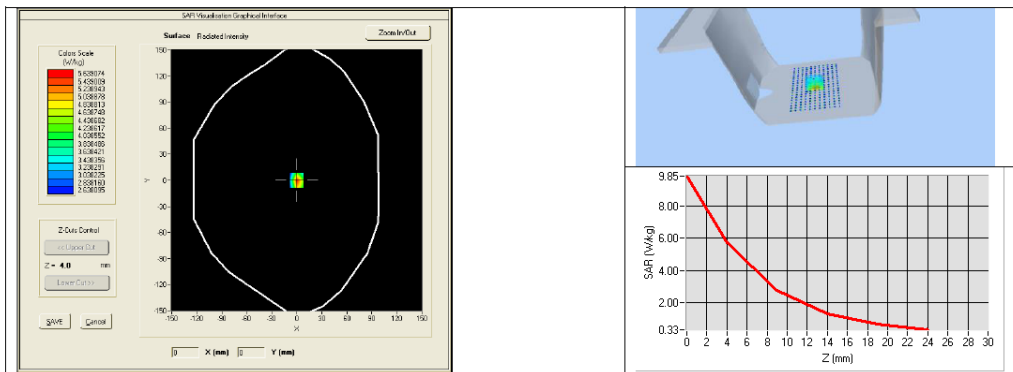 SAR Visualisation Graphical Interface
Surface Radiated Intensity
Zoom In/Out
Colors Scale
(W/kg)
5.639074
5.439009
5.238943
5.038878
4.838813
4.638748
4.438682
4.238617
4.038552
3.838486
3.638421
3.438356
3.238291
3.038225
2.838160
2.638095
Z-Cuts Control
Z = 4.0 mm
SAVE
Cancel
150
120
90
60
30
0
-30
-60
-90
-120
-150
Y
-150 -120 -90 -60 -30 0 30 60 90 120 150
X
0 X (mm) 0 Y (mm)
9.85
8.00
6.00
4.00
2.00
0.33
SAR (W/kg)
0 2 4 6 8 10 12 14 16 18 20 22 24 26 28 30
Z (mm)